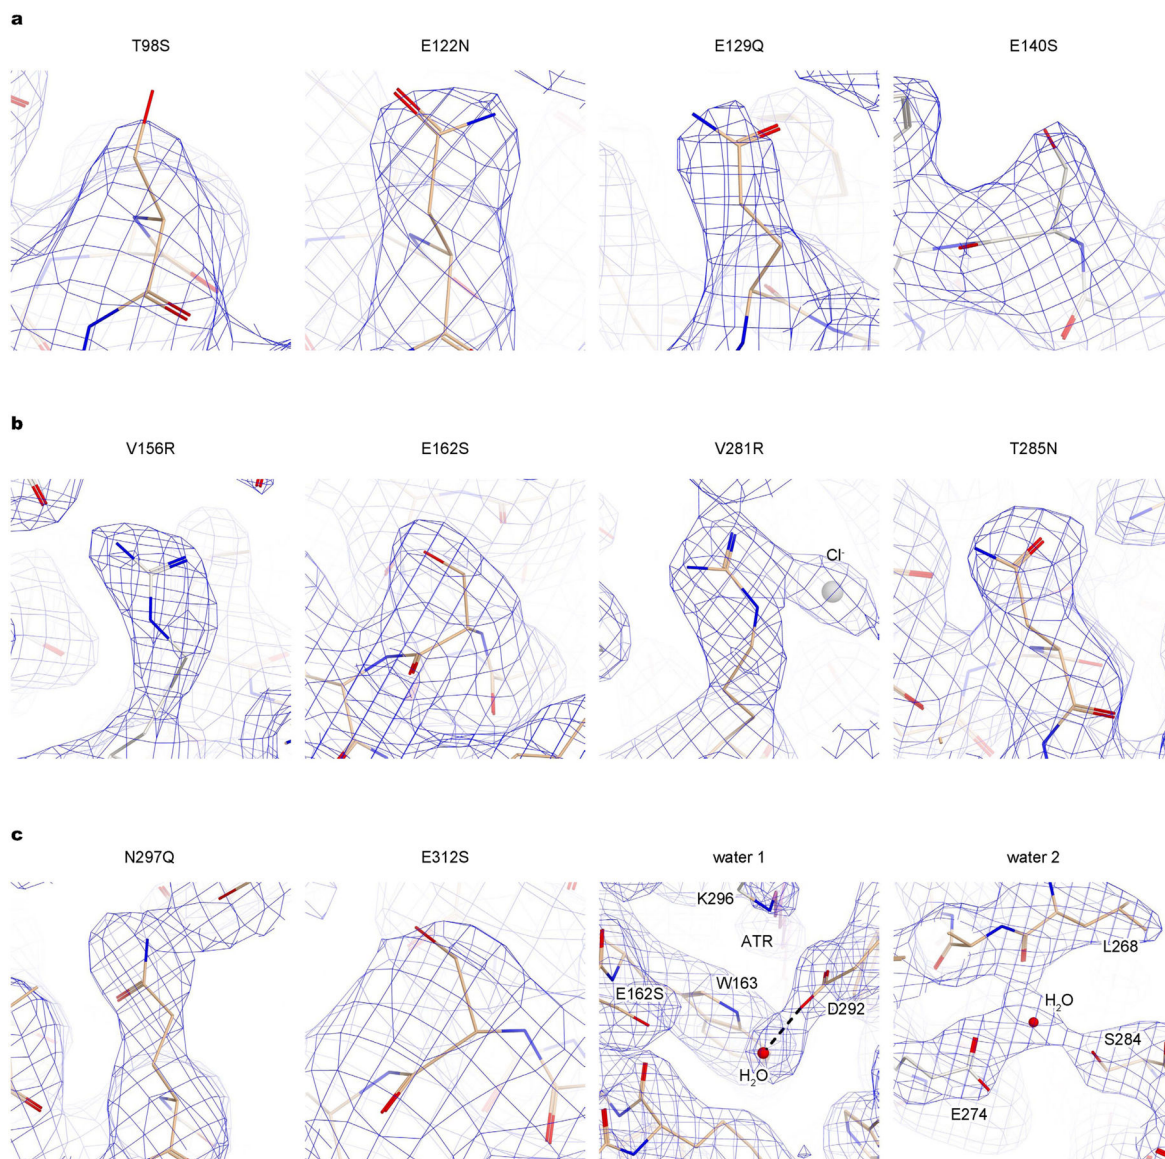 a
T98S
E122N
E129Q
E140S
b
V156R
E162S
V281R
T285N
Cl⁻
c
N297Q
E312S
water 1
water 2
K296
ATR
E162S
W163
D292
H₂O
L268
H₂O
S284
E274